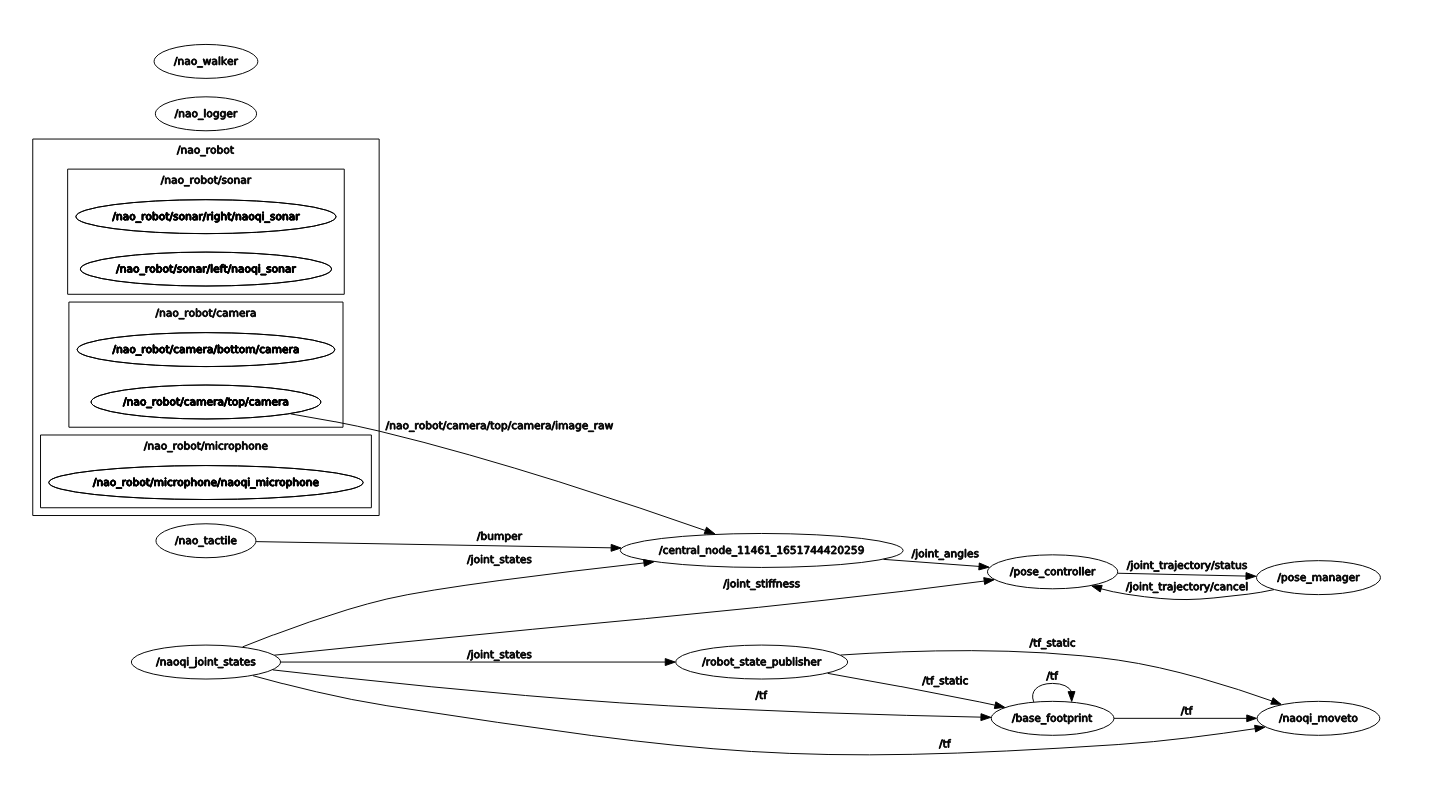 /nao_walker
/nao_logger
/nao_robot
/nao_robot/sonar
/nao_robot/sonar/right/naoqi_sonar
/nao_robot/sonar/left/naoqi_sonar
/nao_robot/camera
/nao_robot/camera/bottom/camera
/nao_robot/camera/top/camera
/nao_robot/camera/top/camera/image_raw
/nao_robot/microphone
/nao_robot/microphone/naoqi_microphone
/nao_tactile
/bumper
/joint_states
/central_node_11461_1651744420259
/joint_angles
/joint_stiffness
/pose_controller
/joint_trajectory/status
/joint_trajectory/cancel
/pose_manager
/naoqi_joint_states
/joint_states
/robot_state_publisher
/tf_static
/tf_static
/tf
/tf
/base_footprint
/tf
/naoqi_moveto
/tf